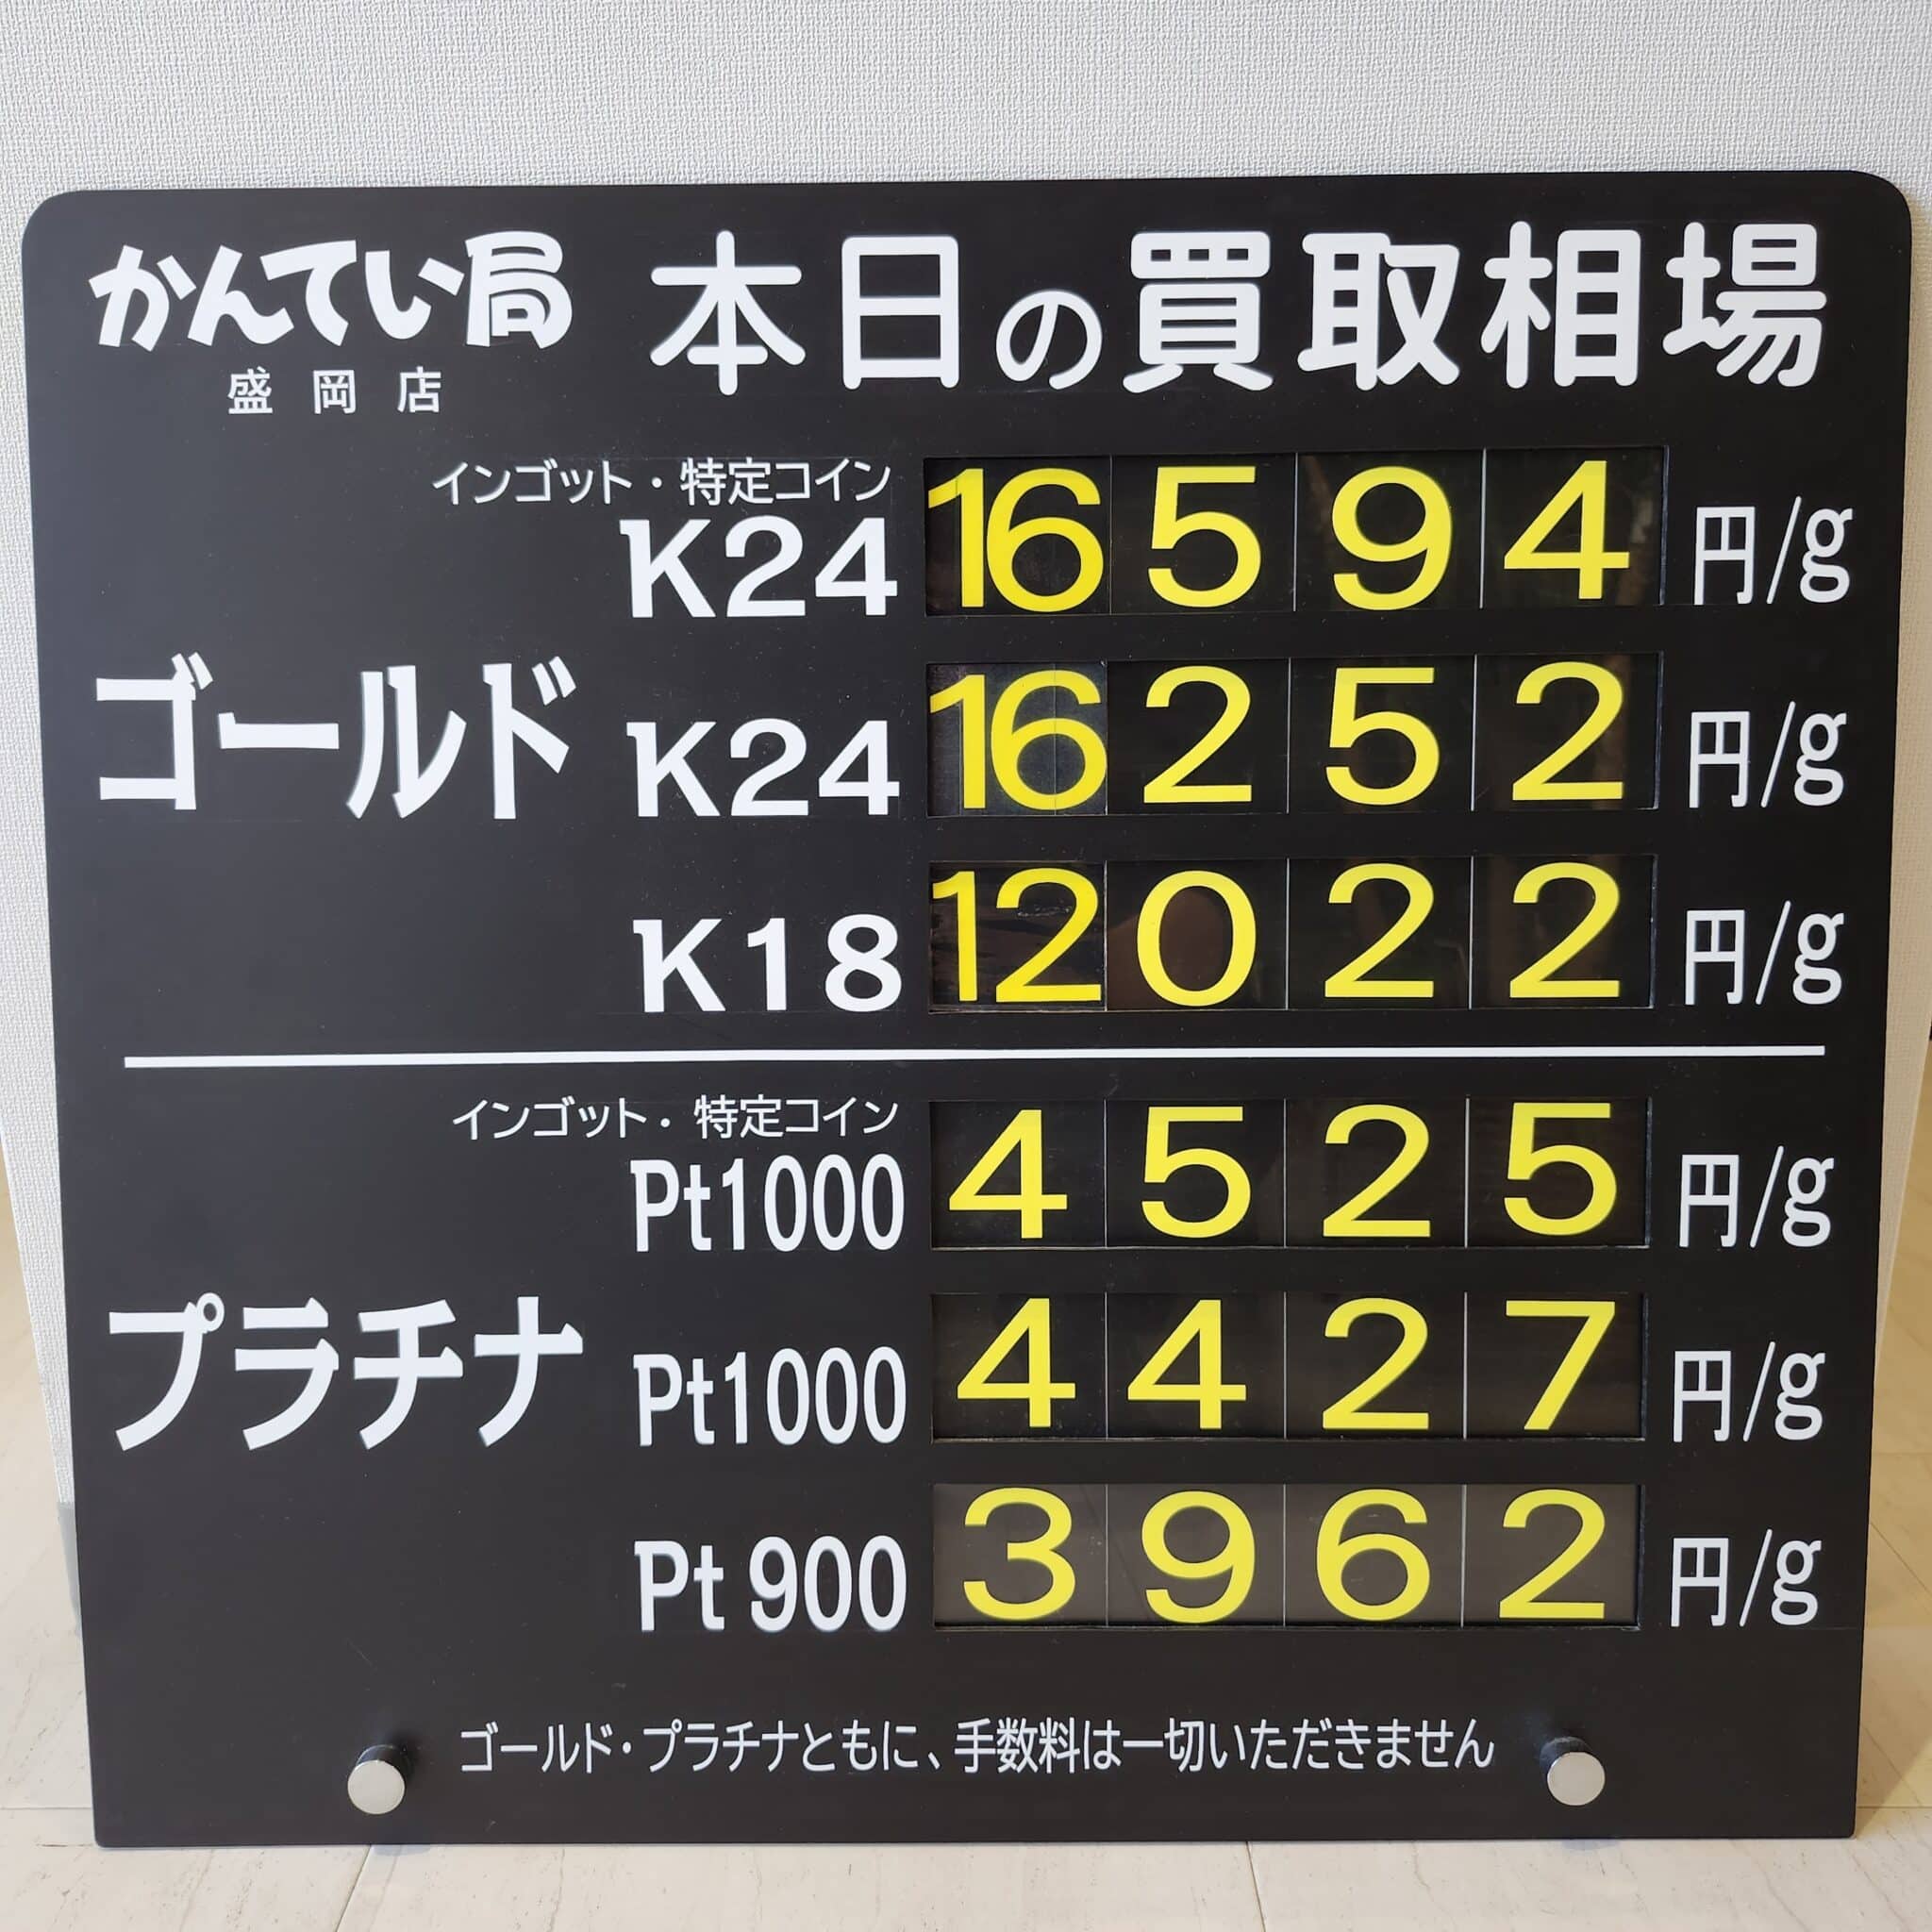 かんてい局 本日の買取相場
盛岡店
インゴット・特定コイン
K24 16594 円/g
ゴールド K24 16252 円/g
K18 12022 円/g
インゴット・特定コイン
Pt1000 4525 円/g
プラチナ Pt1000 4427 円/g
Pt900 3962 円/g
ゴールド・プラチナともに、手数料は一切いただきません